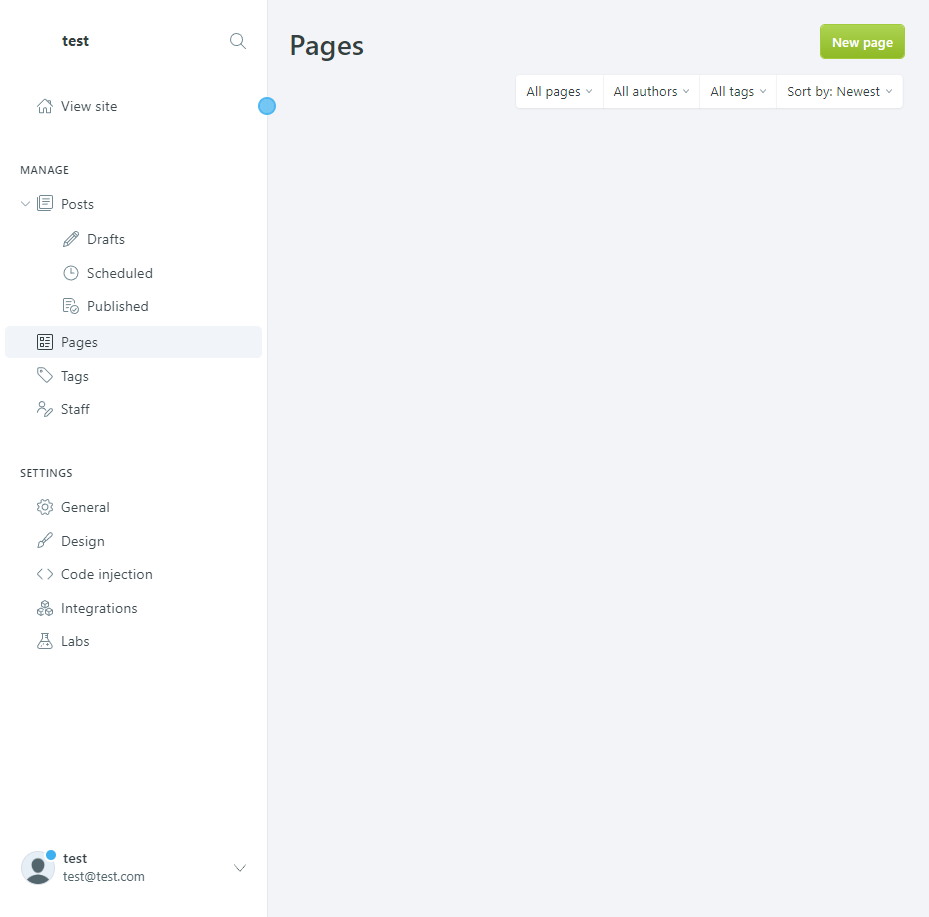 test
View site
MANAGE
Posts
Drafts
Scheduled
Published
Pages
Tags
Staff
SETTINGS
General
Design
Code injection
Integrations
Labs
test
test@test.com
Pages
New page
All pages All authors All tags Sort by: Newest